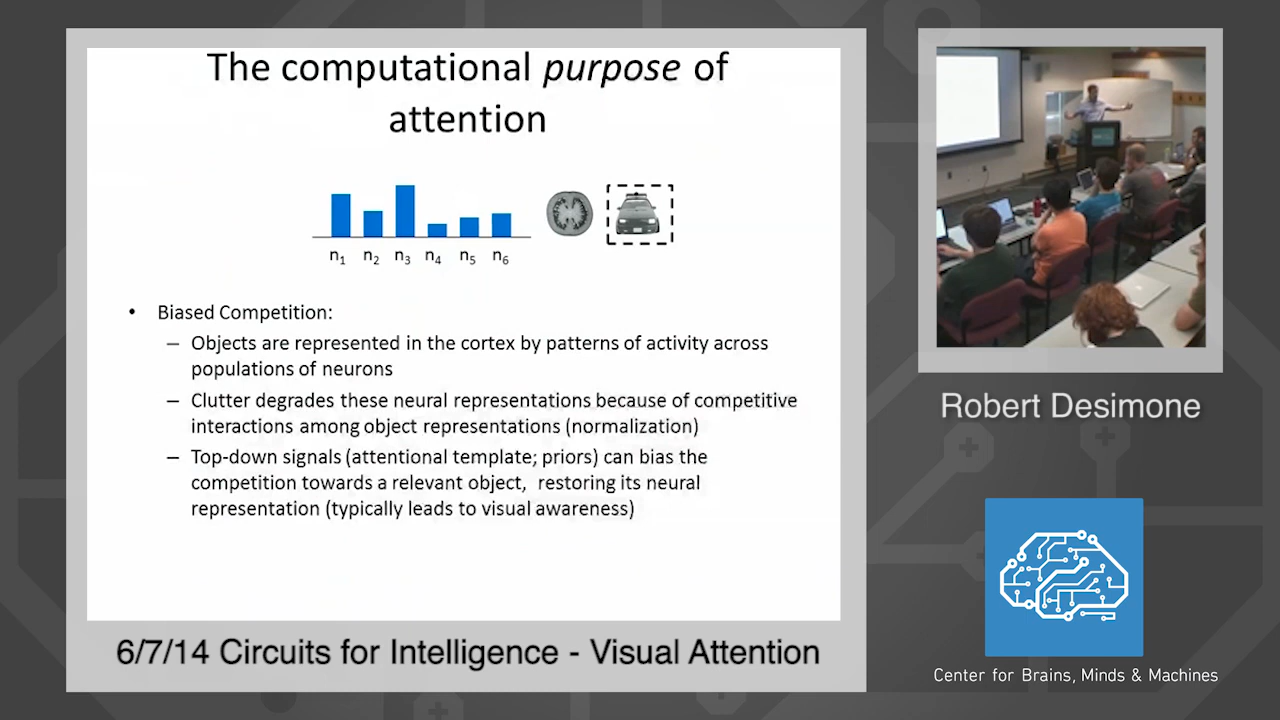 The computational purpose of
attention
n1 n2 n3 n4 n5 n6
• Biased Competition:
– Objects are represented in the cortex by patterns of activity across
populations of neurons
– Clutter degrades these neural representations because of competitive
interactions among object representations (normalization)
– Top-down signals (attentional template; priors) can bias the
competition towards a relevant object, restoring its neural
representation (typically leads to visual awareness)
6/7/14 Circuits for Intelligence - Visual Attention
Robert Desimone
Center for Brains, Minds & Machines